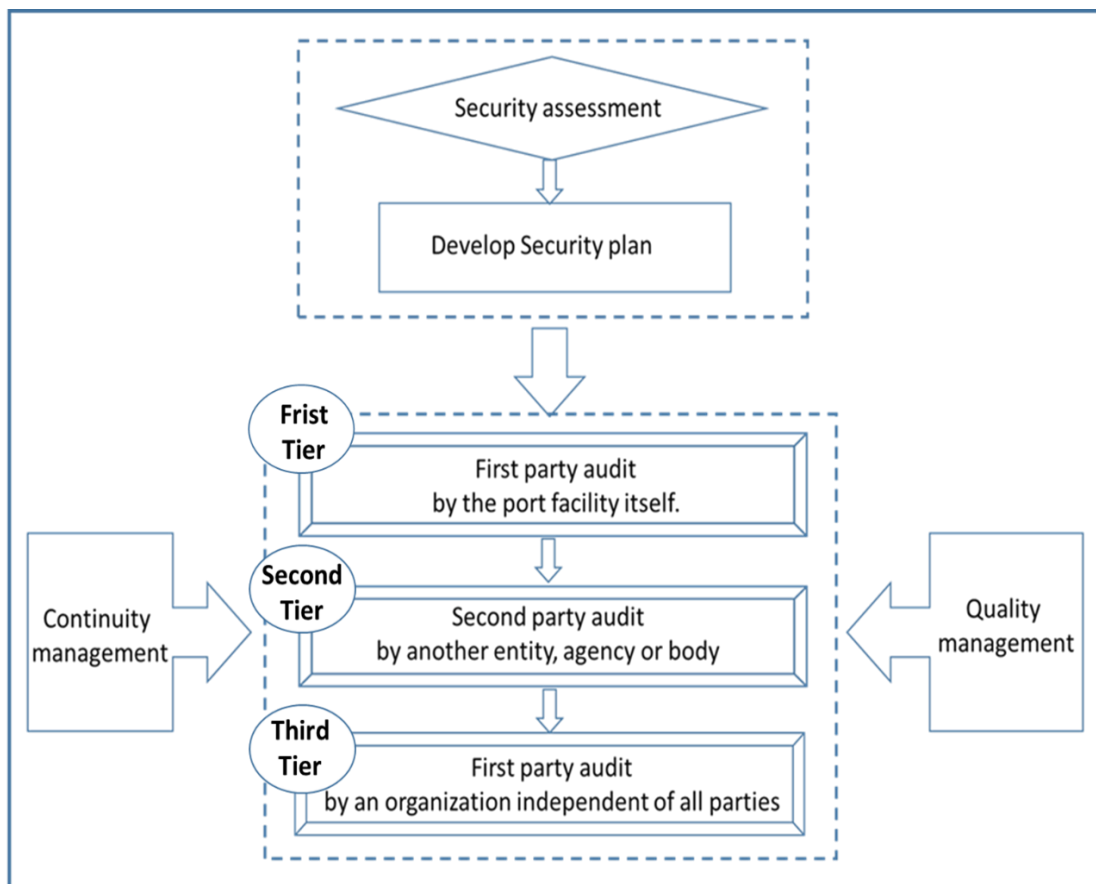 Security assessment
Develop Security plan
Frist
Tier
First party audit
by the port facility itself.
Second
Tier
Second party audit
by another entity, agency or body
Continuity
management
Quality
management
Third
Tier
First party audit
by an organization independent of all parties